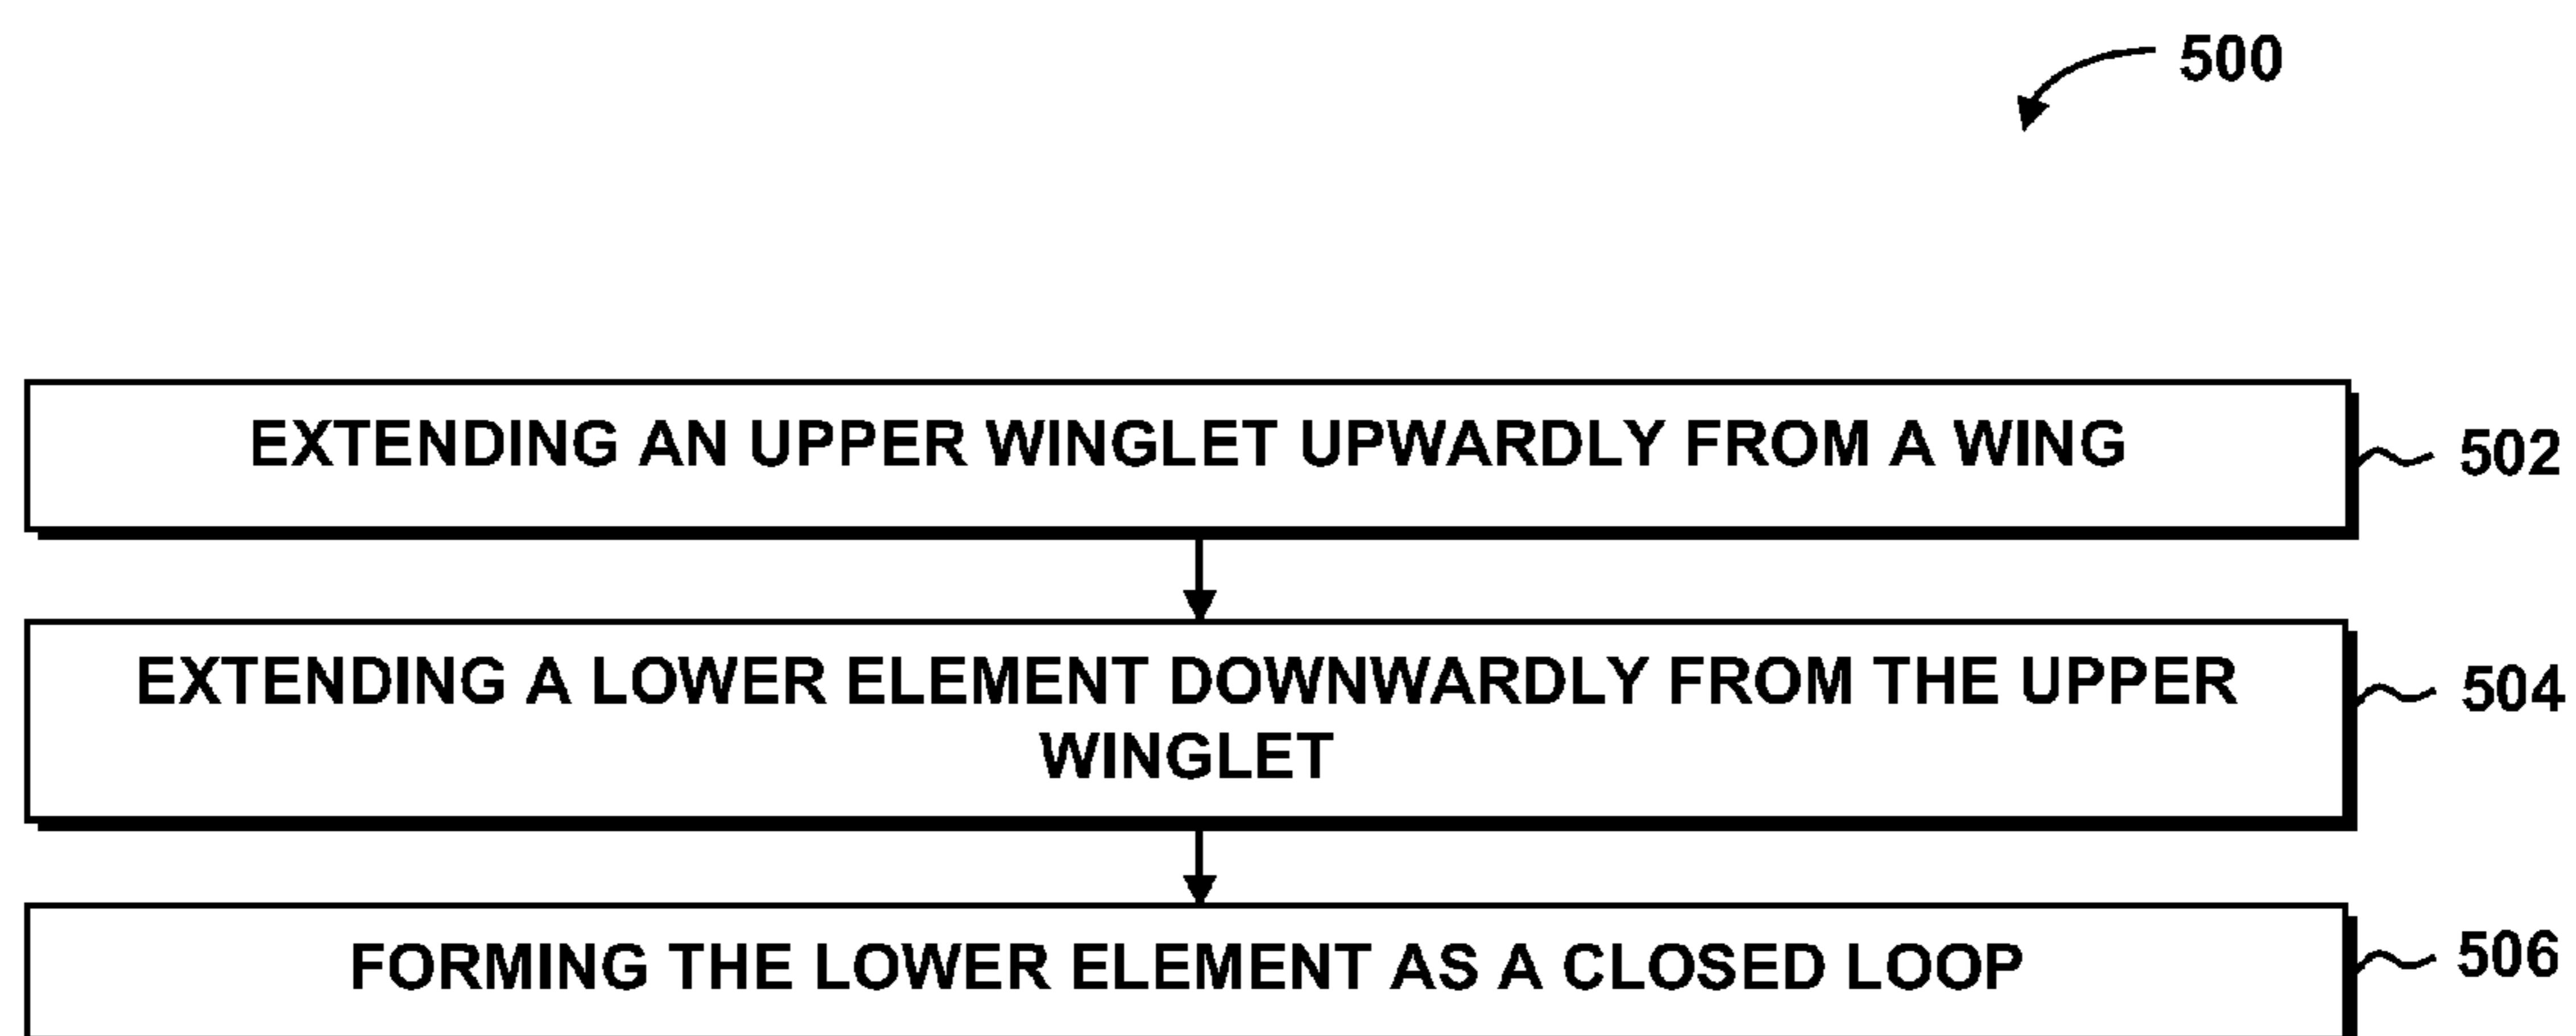 500
EXTENDING AN UPPER WINGLET UPWARDLY FROM A WING
502
EXTENDING A LOWER ELEMENT DOWNWARDLY FROM THE UPPER
WINGLET
504
FORMING THE LOWER ELEMENT AS A CLOSED LOOP
506